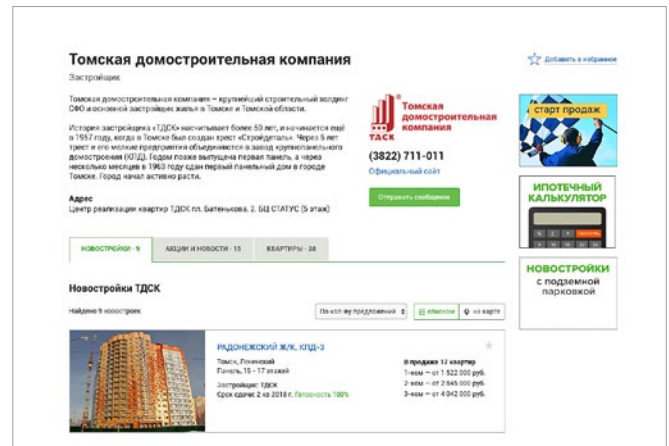 Томская домостроительная компания
Застройщик
Добавить в избранное
Томская домостроительная компания – крупнейший строительный холдинг
СФО и основной застройщик жилья в Томске и Томской области.
История застройщика «ТДСК» насчитывает более 50 лет, и начинается ещё
в 1957 году, когда в Томске был создан трест «Стройдеталь». Через 5 лет
трест и его мелкие предприятия объединяются в завод крупнопанельного
домостроения (КПД). Годом позже выпущена первая панель, а через
несколько месяцев в 1963 году сдан первый панельный дом в городе
Томске. Город начал активно расти.
Адрес
Центр реализации квартир ТДСК пл. Батенькова, 2, БЦ СТАТУС (5 этаж)
Томская
домостроительная
компания
ТДСК
(3822) 711-011
Официальный сайт
Отправить сообщение
старт продаж
ИПОТЕЧНЫЙ
КАЛЬКУЛЯТОР
НОВОСТРОЙКИ
с подземной
парковкой
НОВОСТРОЙКИ - 9
АКЦИИ И НОВОСТИ - 15
КВАРТИРЫ - 38
Новостройки ТДСК
Найдено 9 новостроек
По кол-ву предложений
списком
на карте
РАДОНЕЖСКИЙ Ж/К, КПД-3
Томск, Ленинский
Панель, 15 - 17 этажей
Застройщик: ТДСК
Срок сдачи: 2 кв 2018 г. Готовность 100%
В продаже 12 квартир
1-ком — от 1 522 000 руб.
2-ком — от 2 645 000 руб.
3-ком — от 4 042 000 руб.